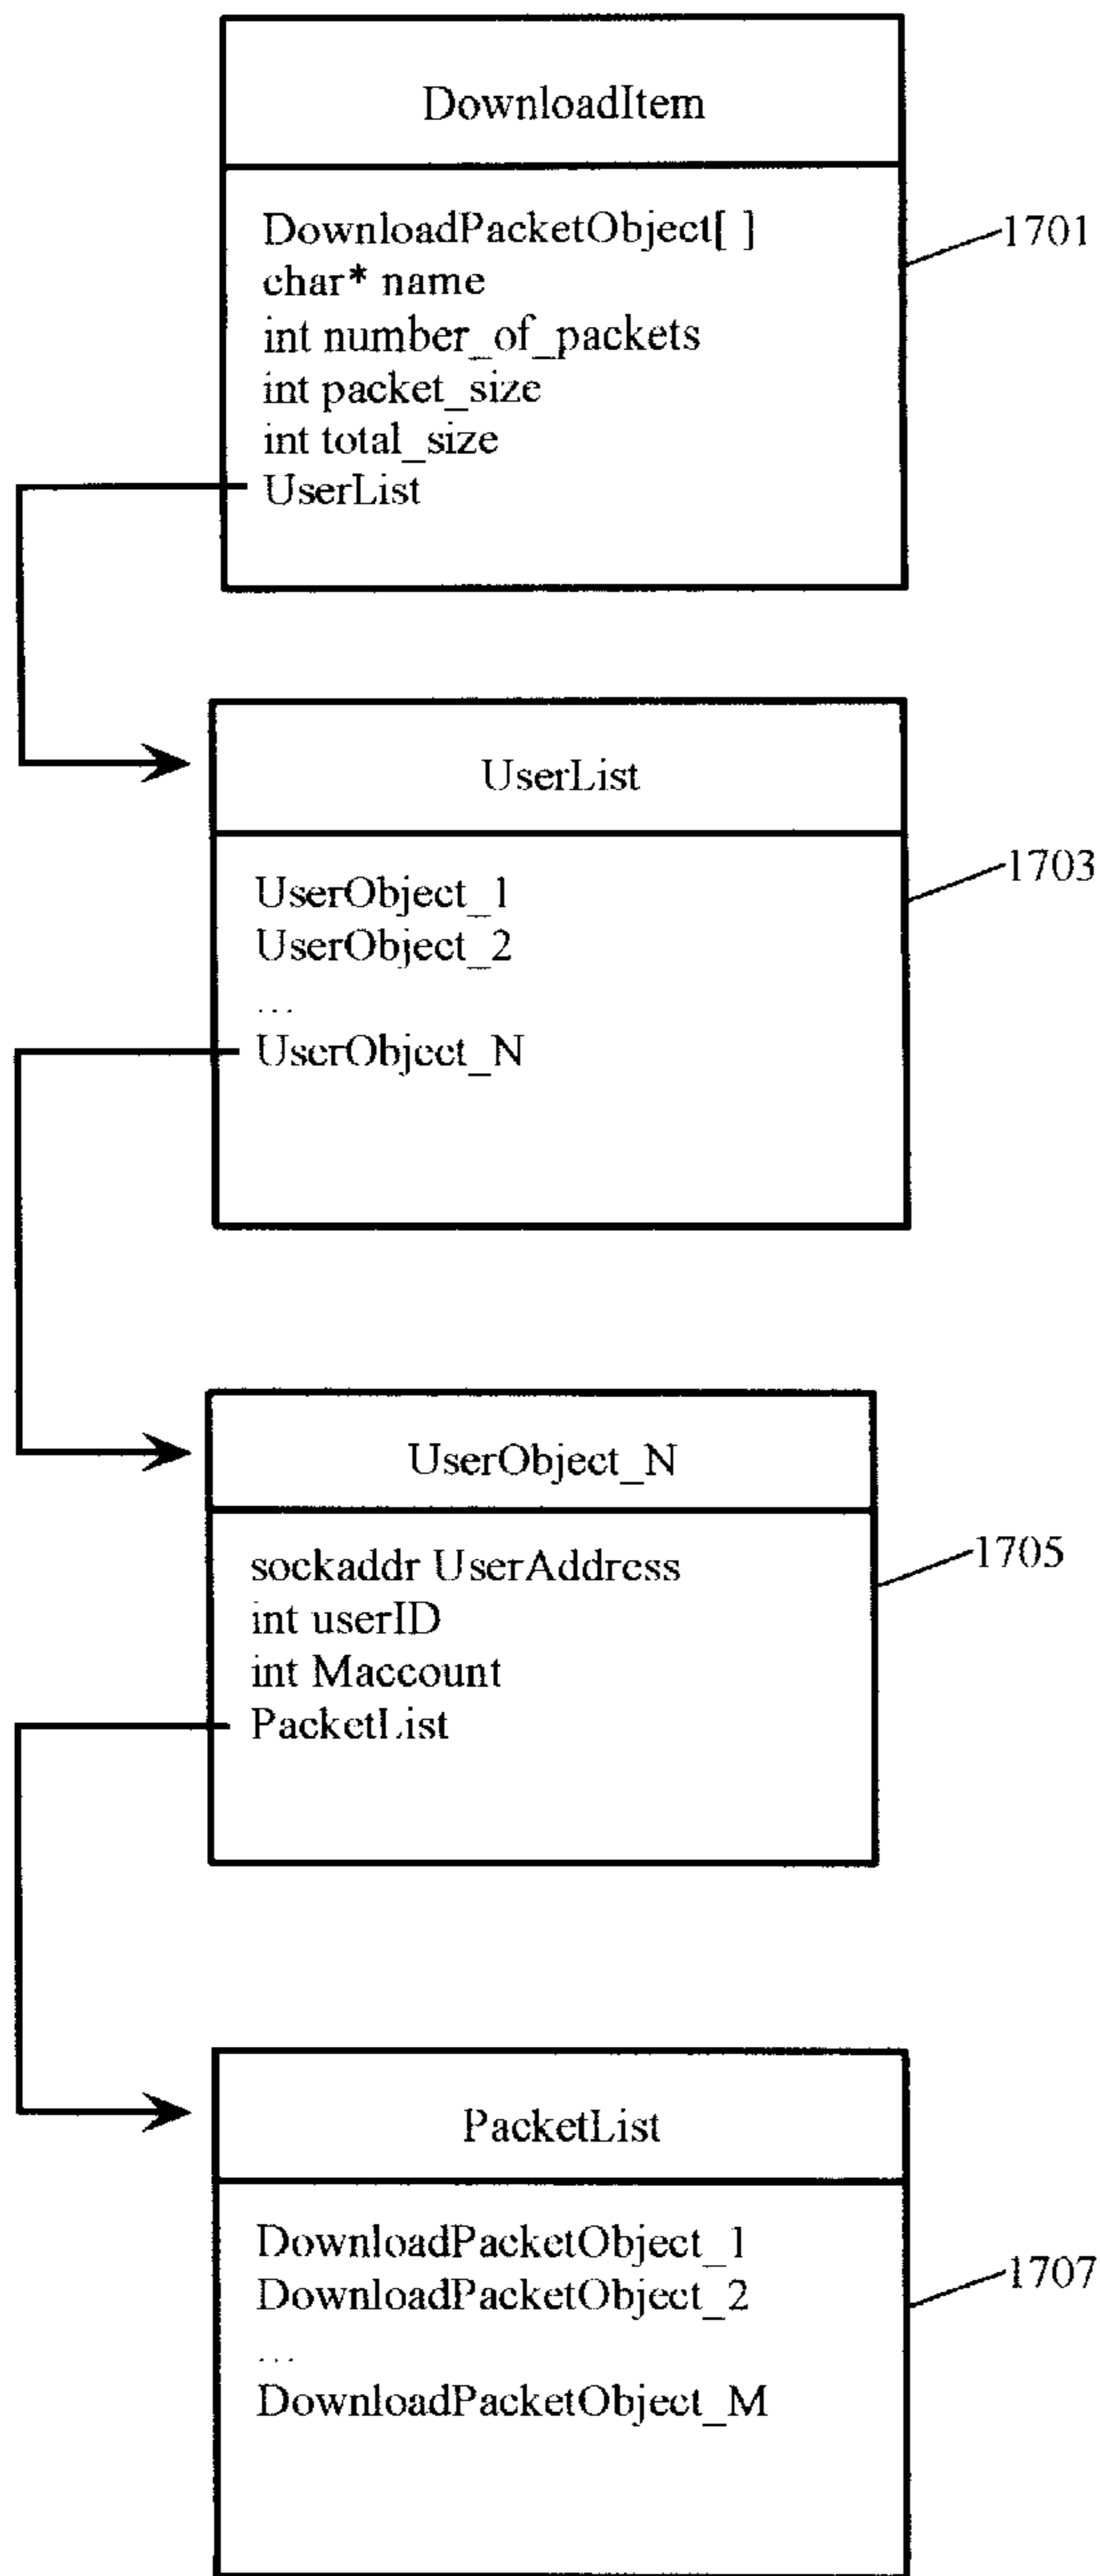 DownloadItem
DownloadPacketObject[ ]
1701
char* name
int number_of_packets
int packet_size
int total_size
UserList
UserList
1703
UserObject_1
UserObject_2
...
UserObject_N
UserObject_N
sockaddr UserAddress
1705
int userID
int Maccount
PacketList
PacketList
DownloadPacketObject_1
1707
DownloadPacketObject_2
...
DownloadPacketObject_M